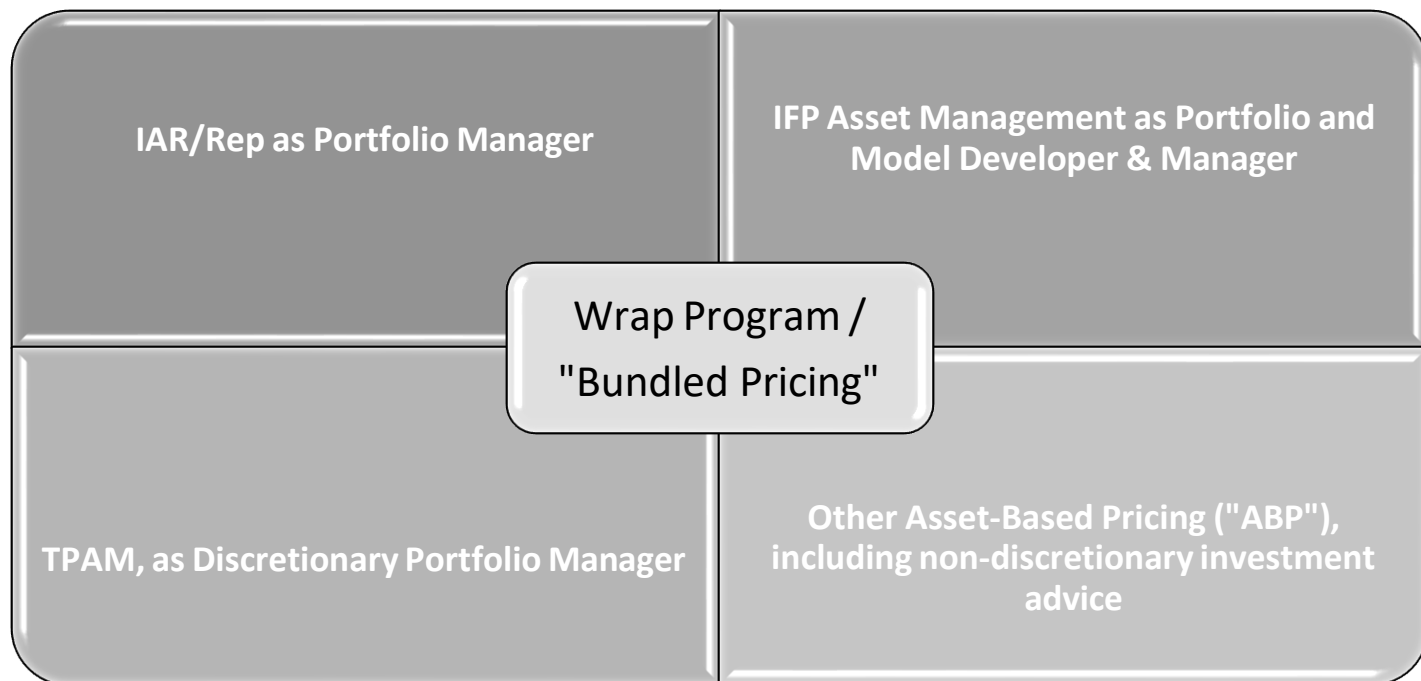 IAR/Rep as Portfolio Manager
IFP Asset Management as Portfolio and
Model Developer & Manager
Wrap Program /
"Bundled Pricing"
TPAM, as Discretionary Portfolio Manager
Other Asset-Based Pricing ("ABP"),
including non-discretionary investment
advice